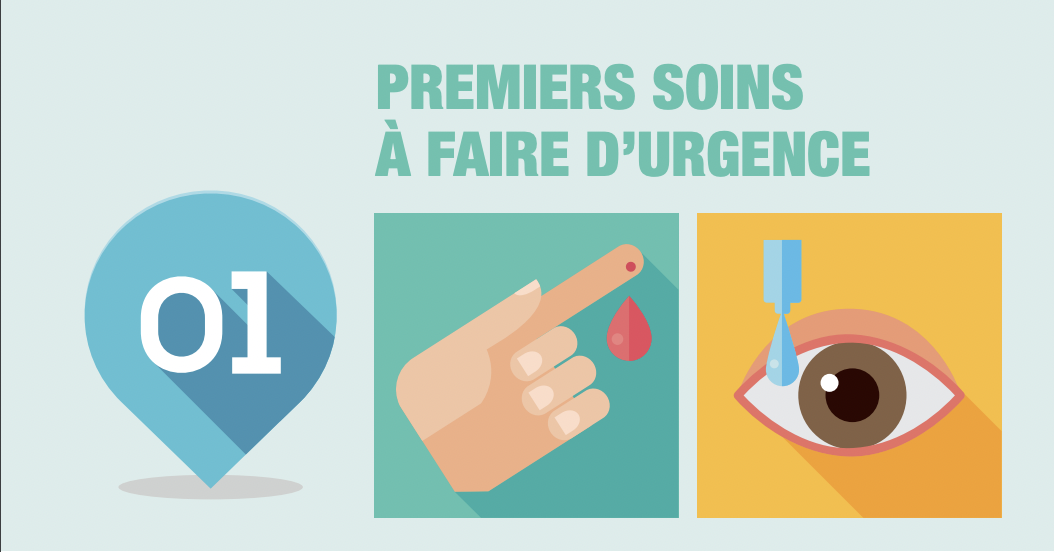 PREMIERS SOINS
À FAIRE D’URGENCE
01